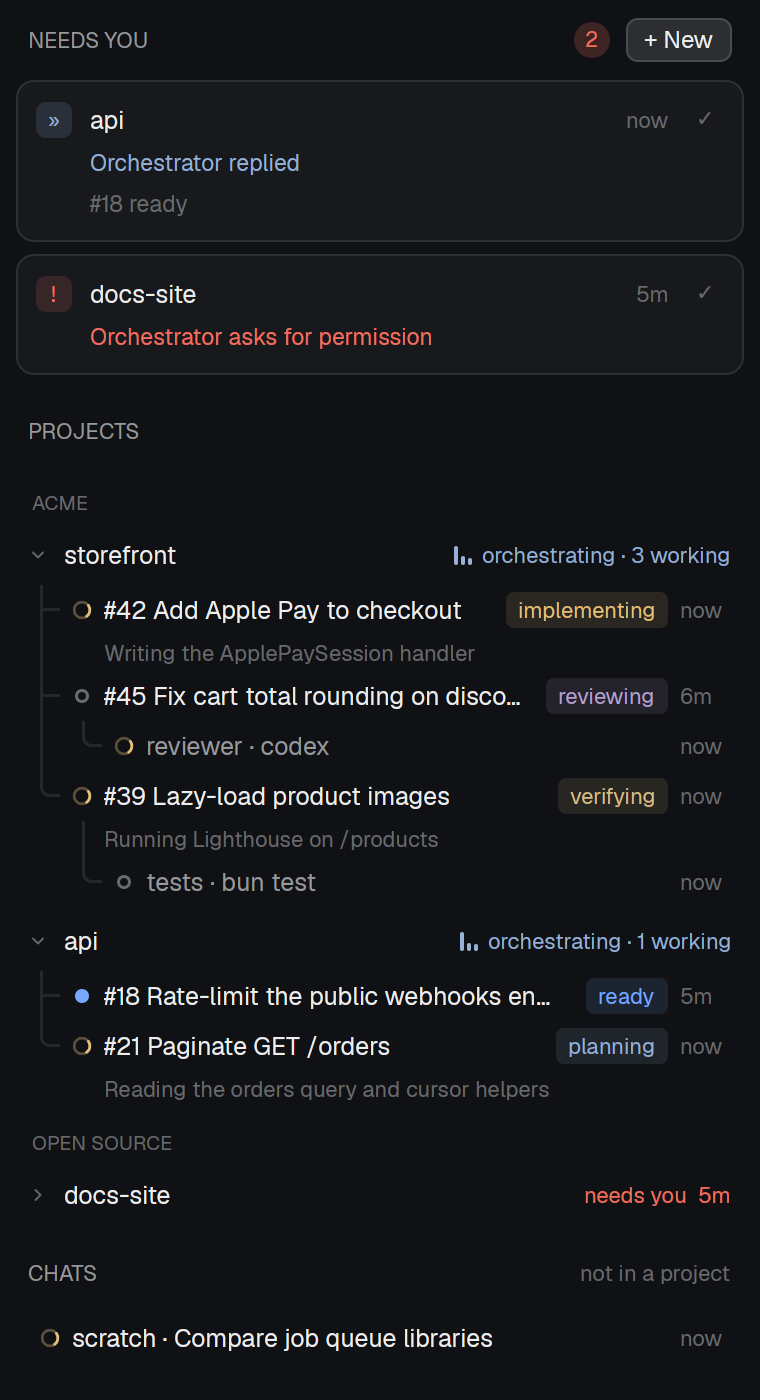 NEEDS YOU 2 + New
» api now ✓
Orchestrator replied
#18 ready
! docs-site 5m ✓
Orchestrator asks for permission
PROJECTS
ACME
storefront orchestrating · 3 working
#42 Add Apple Pay to checkout implementing now
Writing the ApplePaySession handler
#45 Fix cart total rounding on disco... reviewing 6m
reviewer · codex now
#39 Lazy-load product images verifying now
Running Lighthouse on /products
tests · bun test now
api orchestrating · 1 working
#18 Rate-limit the public webhooks en... ready 5m
#21 Paginate GET /orders planning now
Reading the orders query and cursor helpers
OPEN SOURCE
docs-site needs you 5m
CHATS not in a project
scratch · Compare job queue libraries now